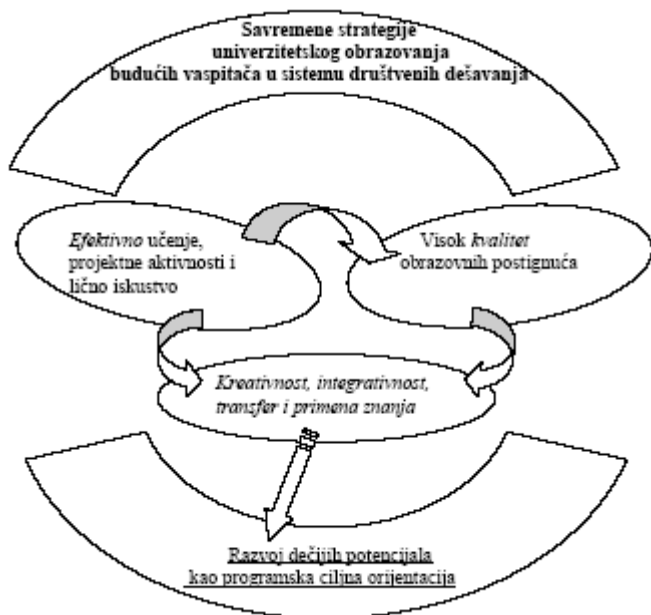 Savremene strategije
univerzitetskog obrazovanja
budućih vaspitača u sistemu društvenih dešavanja
Efektivno učenje,
projektne aktivnosti i
lično iskustvo
Visok kvalitet
obrazovnih postignuća
Kreativnost, integrativnost,
transfer i primena znanja
Razvoj dečijih potencijala
kao programska ciljna orijentacija